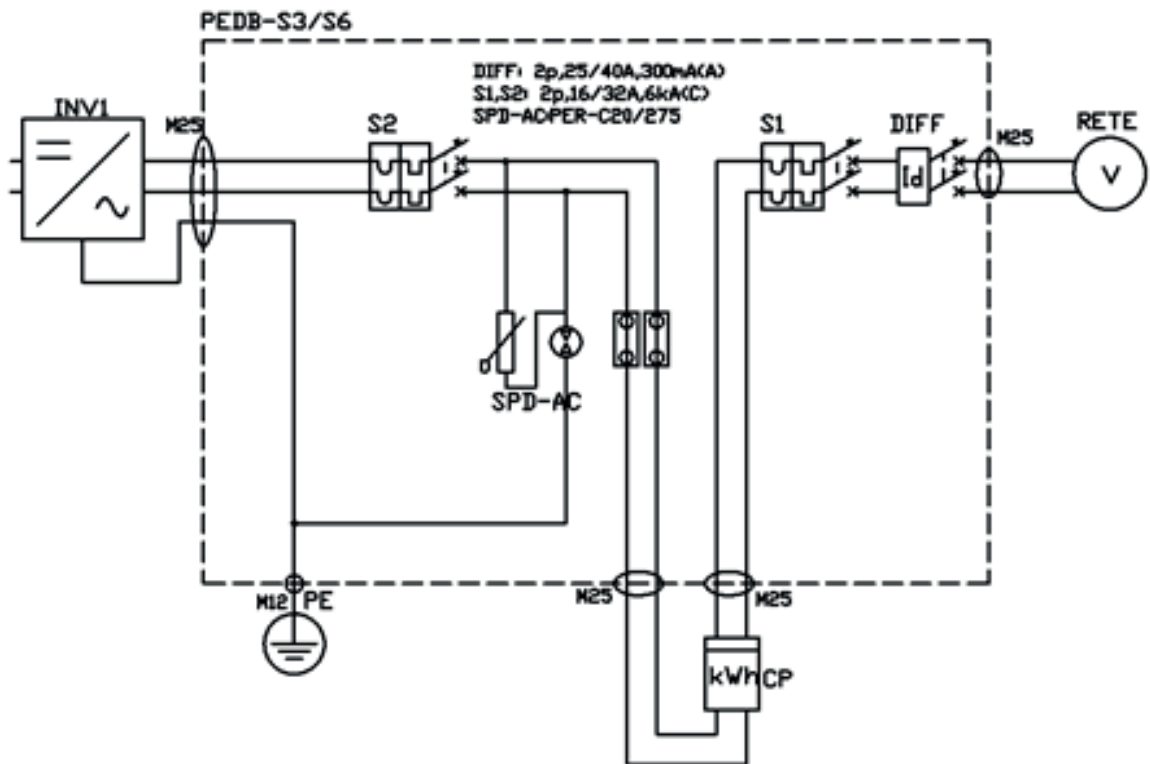 PEDB-S3/S6
DIFF: 2p,25/40A,300mA(A)
S1,S2: 2p,16/32A,6kA(C)
SPD-AC:PER-C20/275
INV1
M25
S2
S1
DIFF
M25
RETE
Id
V
SPD-AC
M12
PE
M25
M25
kWh
CP